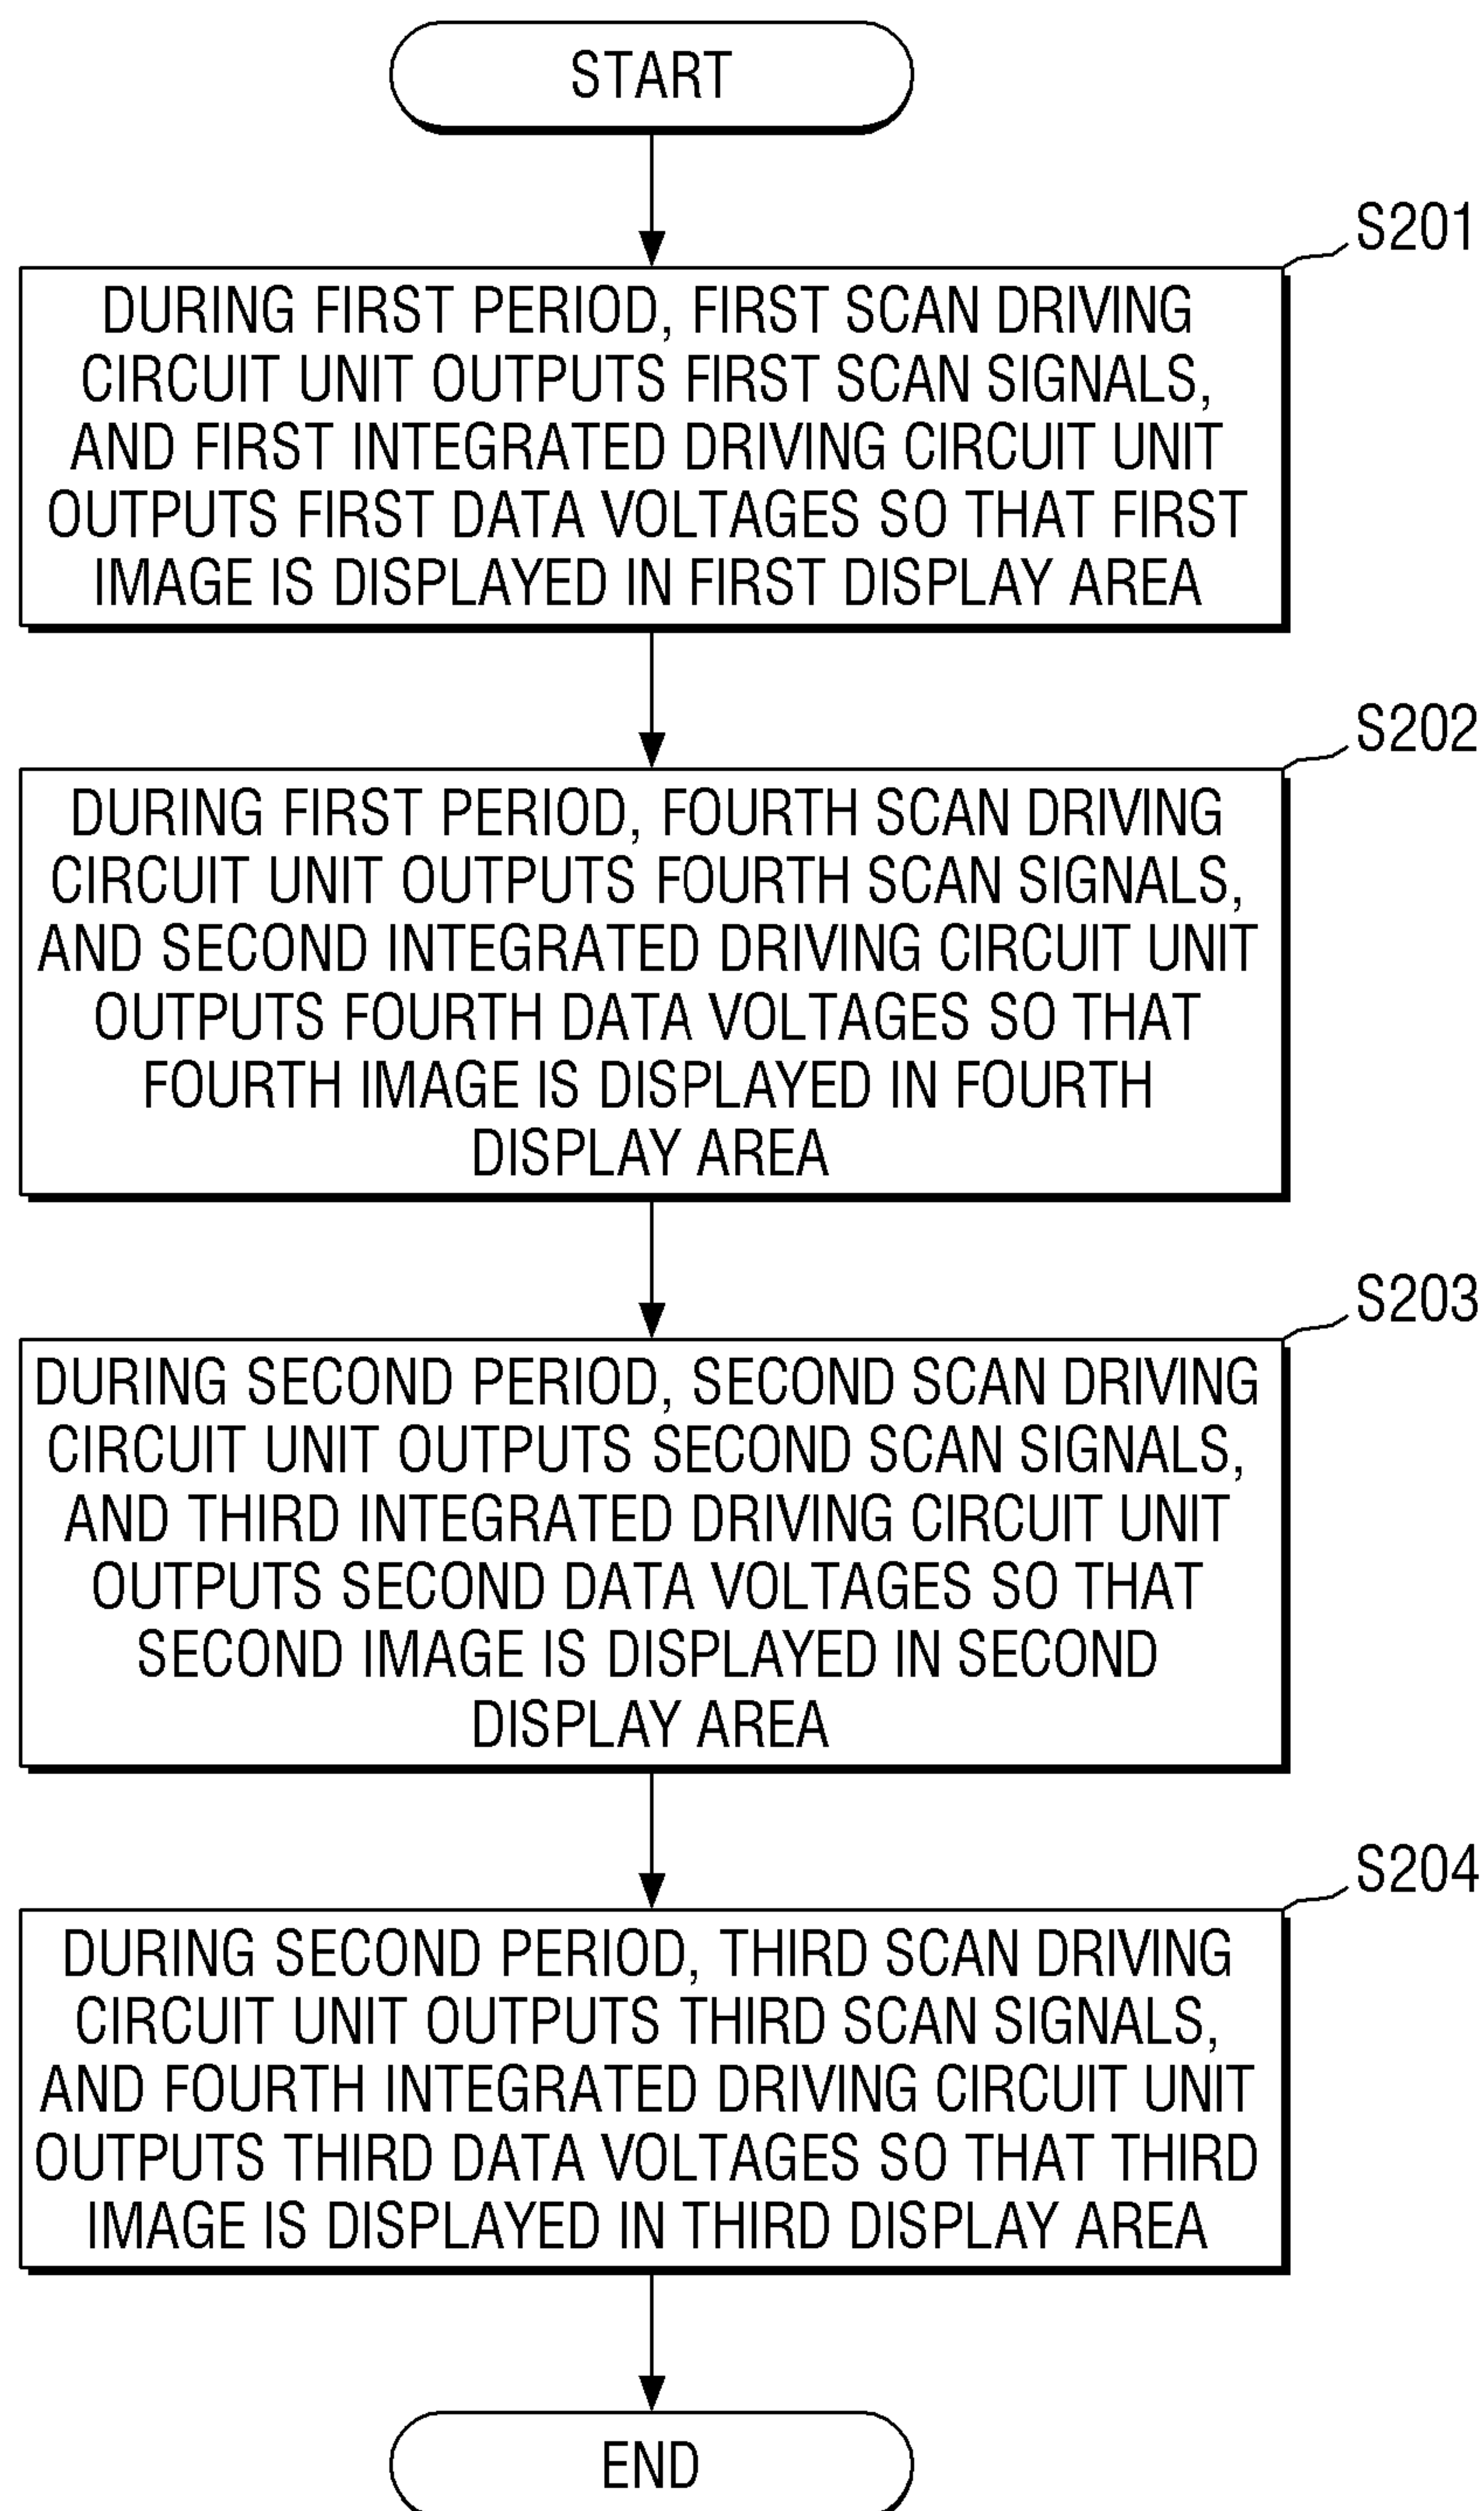 START
S201
DURING FIRST PERIOD, FIRST SCAN DRIVING
CIRCUIT UNIT OUTPUTS FIRST SCAN SIGNALS,
AND FIRST INTEGRATED DRIVING CIRCUIT UNIT
OUTPUTS FIRST DATA VOLTAGES SO THAT FIRST
IMAGE IS DISPLAYED IN FIRST DISPLAY AREA
S202
DURING FIRST PERIOD, FOURTH SCAN DRIVING
CIRCUIT UNIT OUTPUTS FOURTH SCAN SIGNALS,
AND SECOND INTEGRATED DRIVING CIRCUIT UNIT
OUTPUTS FOURTH DATA VOLTAGES SO THAT
FOURTH IMAGE IS DISPLAYED IN FOURTH
DISPLAY AREA
S203
DURING SECOND PERIOD, SECOND SCAN DRIVING
CIRCUIT UNIT OUTPUTS SECOND SCAN SIGNALS,
AND THIRD INTEGRATED DRIVING CIRCUIT UNIT
OUTPUTS SECOND DATA VOLTAGES SO THAT
SECOND IMAGE IS DISPLAYED IN SECOND
DISPLAY AREA
S204
DURING SECOND PERIOD, THIRD SCAN DRIVING
CIRCUIT UNIT OUTPUTS THIRD SCAN SIGNALS,
AND FOURTH INTEGRATED DRIVING CIRCUIT UNIT
OUTPUTS THIRD DATA VOLTAGES SO THAT THIRD
IMAGE IS DISPLAYED IN THIRD DISPLAY AREA
END